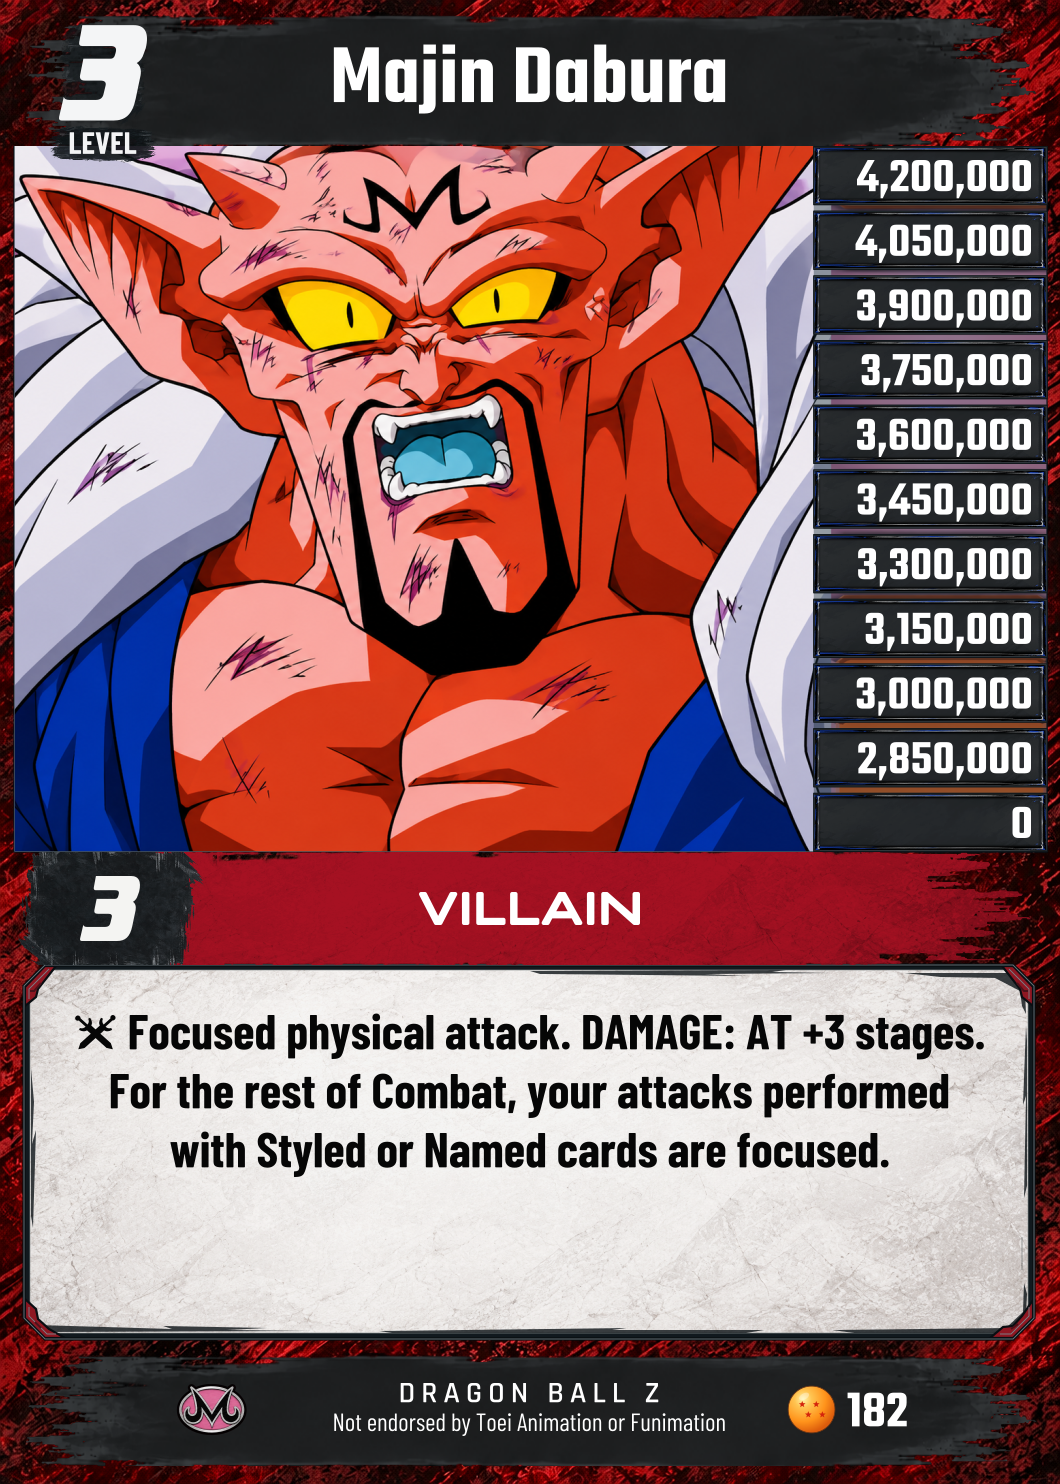 3
LEVEL
Majin Dabura
4,200,000
4,050,000
3,900,000
3,750,000
3,600,000
3,450,000
3,300,000
3,150,000
3,000,000
2,850,000
0
3
VILLAIN
Focused physical attack. DAMAGE: AT +3 stages.
For the rest of Combat, your attacks performed
with Styled or Named cards are focused.
DRAGON BALL Z
Not endorsed by Toei Animation or Funimation
182